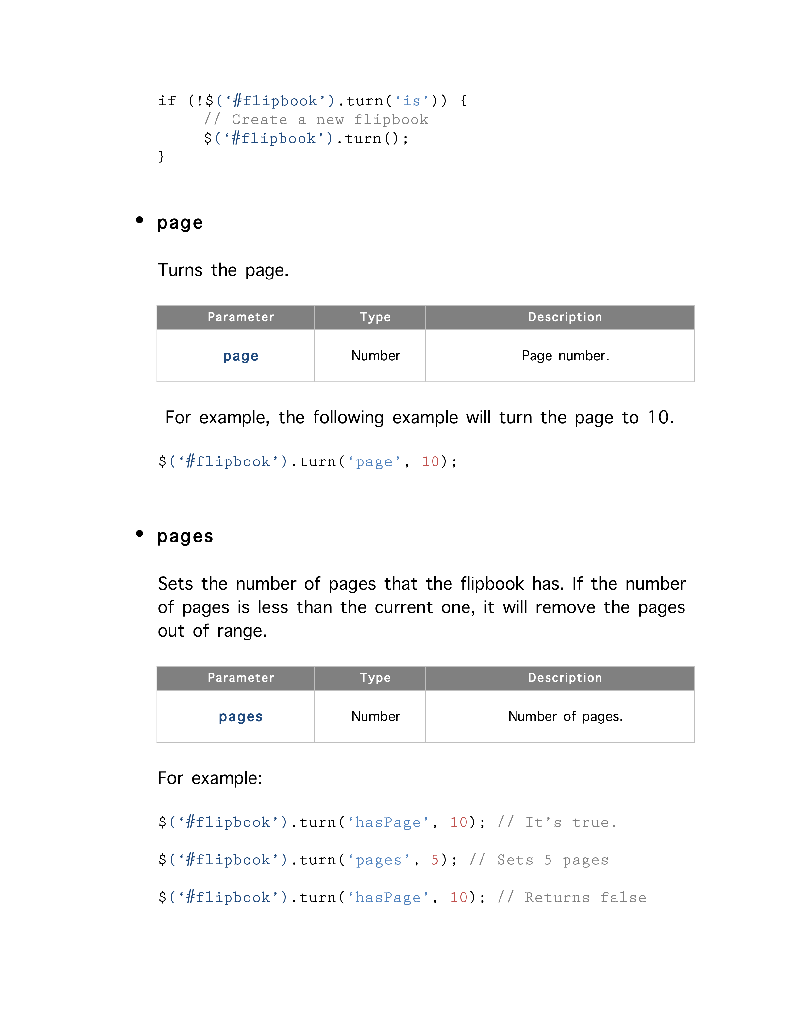 if (!$(‘#flipbook’).turn(‘is’)) {
// Create a new flipbook
$(‘#flipbook’).turn();
}
• page
Turns the page.
Parameter Type Description
page Number Page number.
For example, the following example will turn the page to 10.
$(‘#flipbook’).turn(‘page’, 10);
• pages
Sets the number of pages that the flipbook has. If the number
of pages is less than the current one, it will remove the pages
out of range.
Parameter Type Description
pages Number Number of pages.
For example:
$(‘#flipbook’).turn(‘hasPage’, 10); // It’s true.
$(‘#flipbook’).turn(‘pages’, 5); // Sets 5 pages
$(‘#flipbook’).turn(‘hasPage’, 10); // Returns false